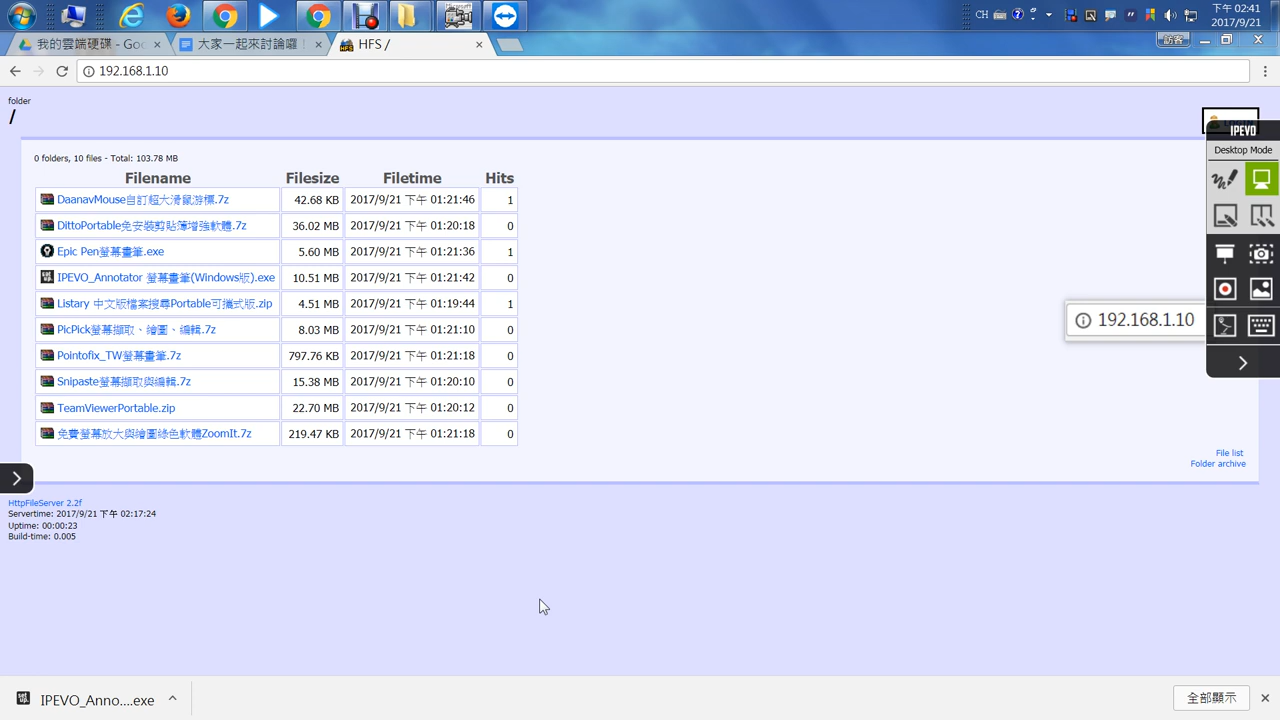 CH
下午 02:41
2017/9/21
我的雲端硬碟 - Goo
大家一起來討論囉
HFS /
訪客
192.168.1.10
folder
/
IPEVO
Desktop Mode
0 folders, 10 files - Total: 103.78 MB
Filename Filesize Filetime Hits
DaanavMouse自訂超大滑鼠游標.7z 42.68 KB 2017/9/21 下午 01:21:46 1
DittoPortable免安裝剪貼簿增強軟體.7z 36.02 MB 2017/9/21 下午 01:20:18 0
Epic Pen螢幕畫筆.exe 5.60 MB 2017/9/21 下午 01:21:36 1
IPEVO_Annotator 螢幕畫筆(Windows版).exe 10.51 MB 2017/9/21 下午 01:21:42 0
Listary 中文版檔案搜尋Portable可攜式版.zip 4.51 MB 2017/9/21 下午 01:19:44 1
PicPick螢幕擷取、繪圖、編輯.7z 8.03 MB 2017/9/21 下午 01:21:10 0
Pointofix_TW螢幕畫筆.7z 797.76 KB 2017/9/21 下午 01:21:18 0
Snipaste螢幕擷取與編輯.7z 15.38 MB 2017/9/21 下午 01:20:10 0
TeamViewerPortable.zip 22.70 MB 2017/9/21 下午 01:20:12 0
免費螢幕放大與繪圖綠色軟體ZoomIt.7z 219.47 KB 2017/9/21 下午 01:21:18 0
192.168.1.10
File list
Folder archive
HttpFileServer 2.2f
Servertime: 2017/9/21 下午 02:17:24
Uptime: 00:00:23
Build-time: 0.005
IPEVO_Anno....exe
全部顯示